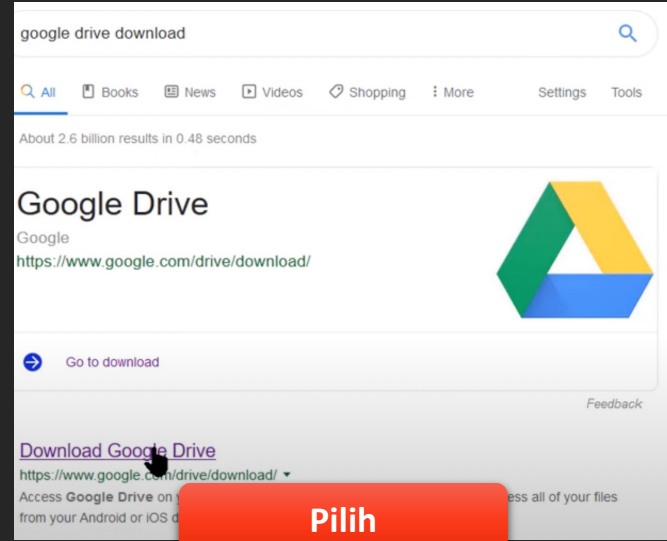 google drive download
All Books News Videos Shopping More Settings Tools
About 2.6 billion results in 0.48 seconds
Google Drive
Google
https://www.google.com/drive/download/
Go to download
Feedback
Download Google Drive
https://www.google.com/drive/download/
Access Google Drive on ess all of your files
from your Android or iOS
Pilih